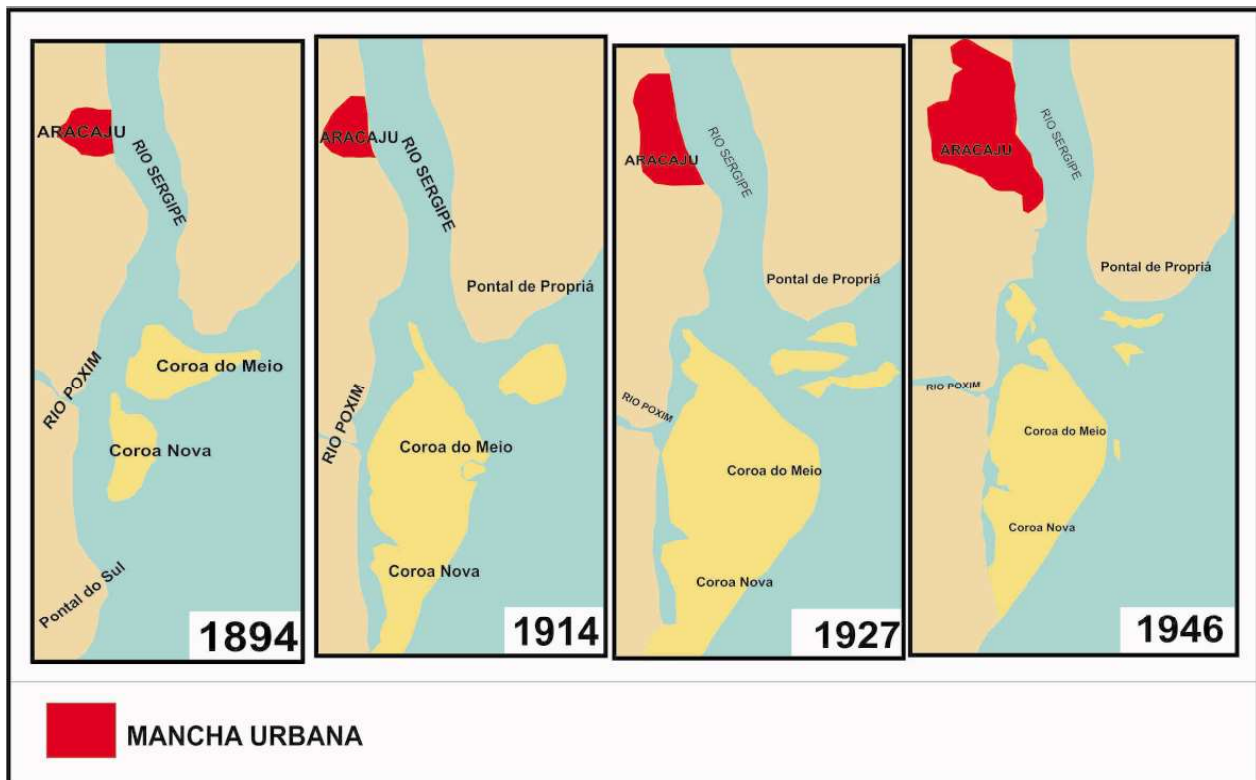 ARACAJU
RIO SERGIPE
Coroa do Meio
RIO POXIM
Coroa Nova
Pontal do Sul
1894
ARACAJU
RIO SERGIPE
Pontal de Propriá
RIO POXIM
Coroa do Meio
Coroa Nova
1914
ARACAJU
RIO SERGIPE
Pontal de Propriá
RIO POXIM
Coroa do Meio
Coroa Nova
1927
ARACAJU
RIO SERGIPE
Pontal de Propriá
RIO POXIM
Coroa do Meio
Coroa Nova
1946
MANCHA URBANA